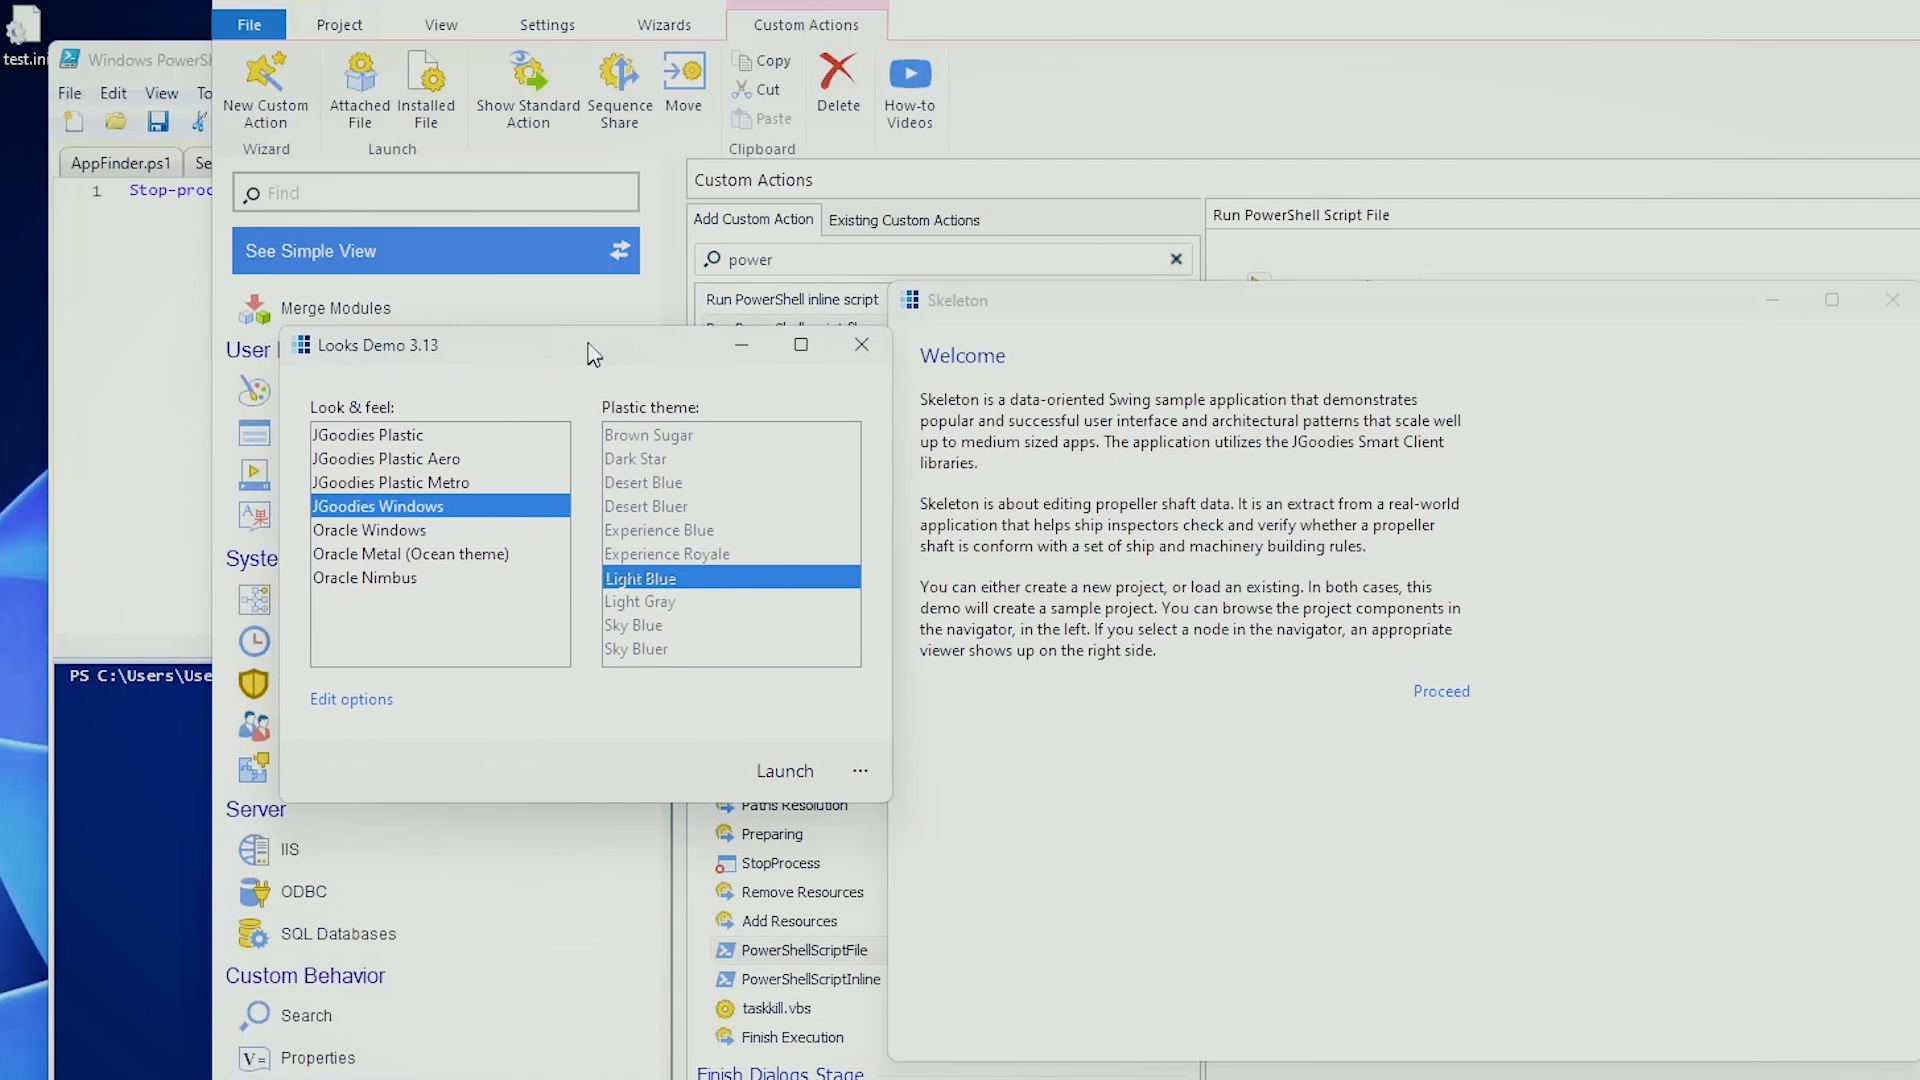 test.ini
Windows PowerSh
File Edit View To
AppFinder.ps1 Se
1 Stop-proc
PS C:\Users\Use
File Project View Settings Wizards Custom Actions
New Custom Action
Wizard
Attached File
Installed File
Launch
Show Standard Action
Sequence Share
Move
Copy
Cut
Paste
Clipboard
Delete
How-to Videos
Find
See Simple View
Merge Modules
User
Syste
Server
IIS
ODBC
SQL Databases
Custom Behavior
Search
Properties
Custom Actions
Add Custom Action Existing Custom Actions
power
Run PowerShell inline script
Run PowerShell Script File
Looks Demo 3.13
Look & feel:
JGoodies Plastic
JGoodies Plastic Aero
JGoodies Plastic Metro
JGoodies Windows
Oracle Windows
Oracle Metal (Ocean theme)
Oracle Nimbus
Plastic theme:
Brown Sugar
Dark Star
Desert Blue
Desert Bluer
Experience Blue
Experience Royale
Light Blue
Light Gray
Sky Blue
Sky Bluer
Edit options
Launch ...
Paths Resolution
Preparing
StopProcess
Remove Resources
Add Resources
PowerShellScriptFile
PowerShellScriptInline
taskkill.vbs
Finish Execution
Finish Dialogs Stage
Skeleton
Welcome
Skeleton is a data-oriented Swing sample application that demonstrates
popular and successful user interface and architectural patterns that scale well
up to medium sized apps. The application utilizes the JGoodies Smart Client
libraries.
Skeleton is about editing propeller shaft data. It is an extract from a real-world
application that helps ship inspectors check and verify whether a propeller
shaft is conform with a set of ship and machinery building rules.
You can either create a new project, or load an existing. In both cases, this
demo will create a sample project. You can browse the project components in
the navigator, in the left. If you select a node in the navigator, an appropriate
viewer shows up on the right side.
Proceed